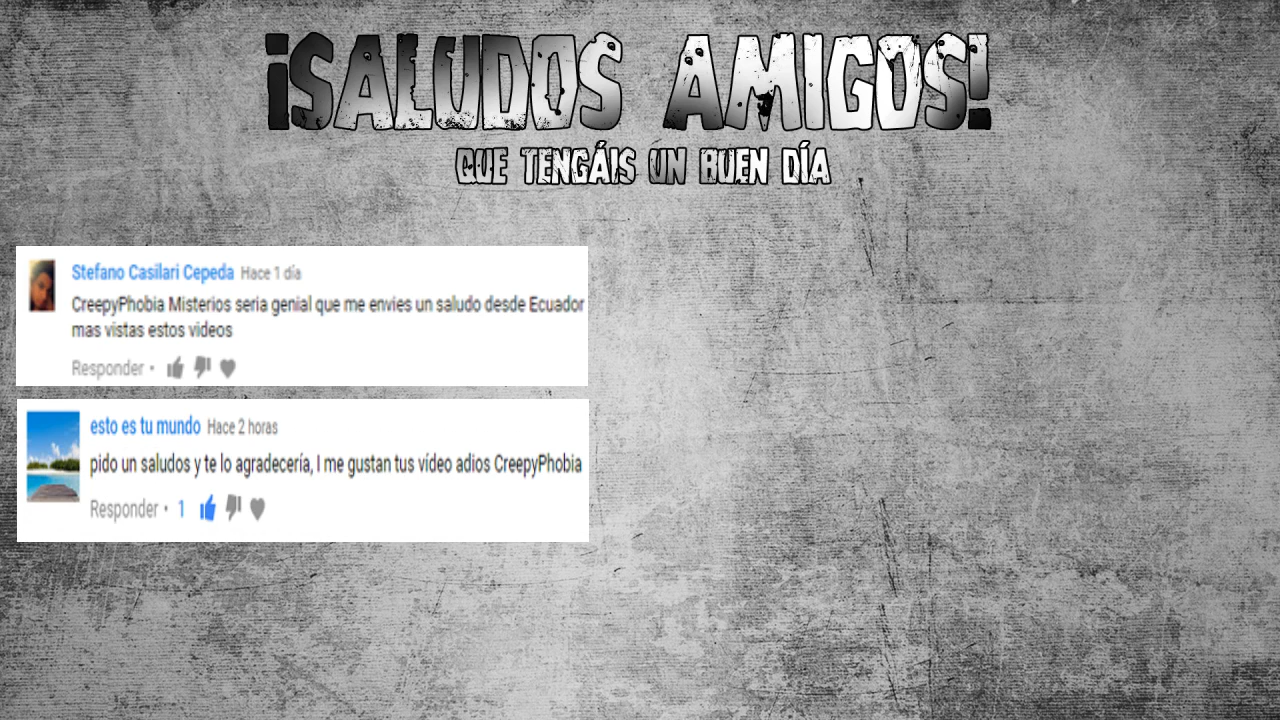 ¡SALUDOS AMIGOS!
QUE TENGÁIS UN BUEN DÍA
Stefano Casilari Cepeda Hace 1 día
CreepyPhobia Misterios seria genial que me envies un saludo desde Ecuador
mas vistas estos videos
Responder •
esto es tu mundo Hace 2 horas
pido un saludos y te lo agradecería, I me gustan tus vídeo adios CreepyPhobia
Responder • 1